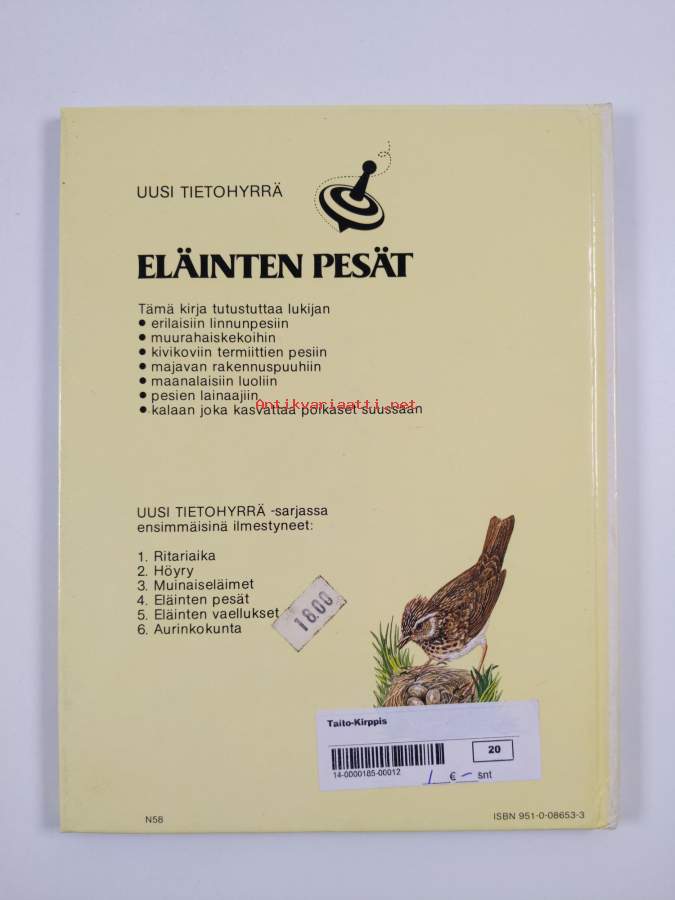 UUSI TIETOHYRRÄ
ELÄINTEN PESÄT
Tämä kirja tutustuttaa lukijan
● erilaisiin linnunpesiin
● muurahaiskekoihin
● kivikoviin termiittien pesiin
● majavan rakennuspuuhiin
● maanalaisiin luoliin
● pesien lainaajiin
Antikvariaatti.net
● kalaan joka kasvattaa poikaset suussaan
UUSI TIETOHYRRÄ -sarjassa
ensimmäisinä ilmestyneet:
1. Ritariaika
2. Höyry
3. Muinaiseläimet
4. Eläinten pesät
5. Eläinten vaellukset
6. Aurinkokunta
18.00
Taito-Kirppis
20
14-0000185-00012
1 € — snt
N58
ISBN 951-0-08653-3